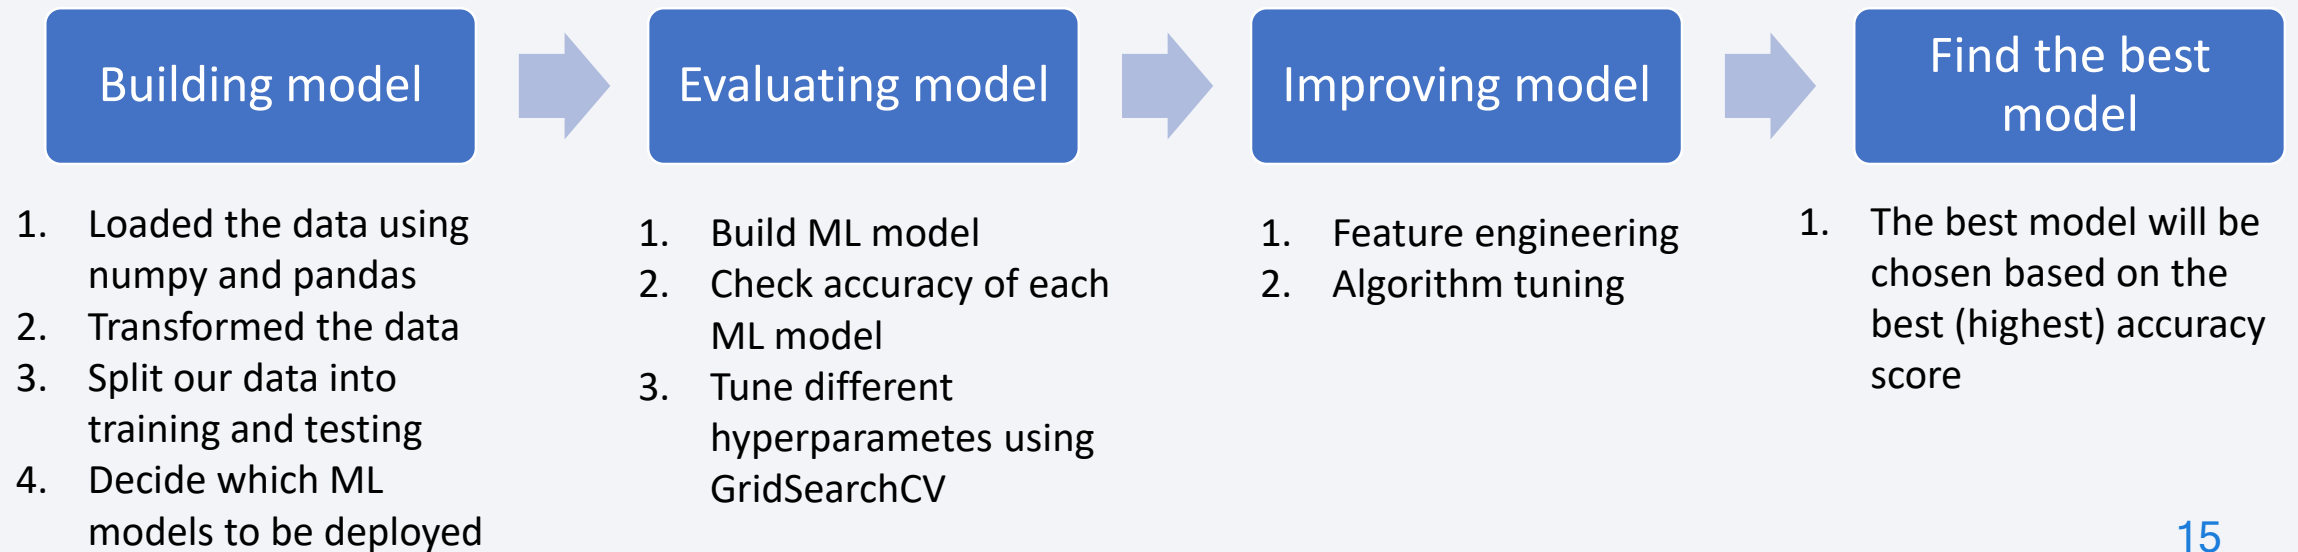 Building model
Evaluating model
Improving model
Find the best
model
1. Loaded the data using
numpy and pandas
2. Transformed the data
3. Split our data into
training and testing
4. Decide which ML
models to be deployed
1. Build ML model
2. Check accuracy of each
ML model
3. Tune different
hyperparametes using
GridSearchCV
1. Feature engineering
2. Algorithm tuning
1. The best model will be
chosen based on the
best (highest) accuracy
score
15